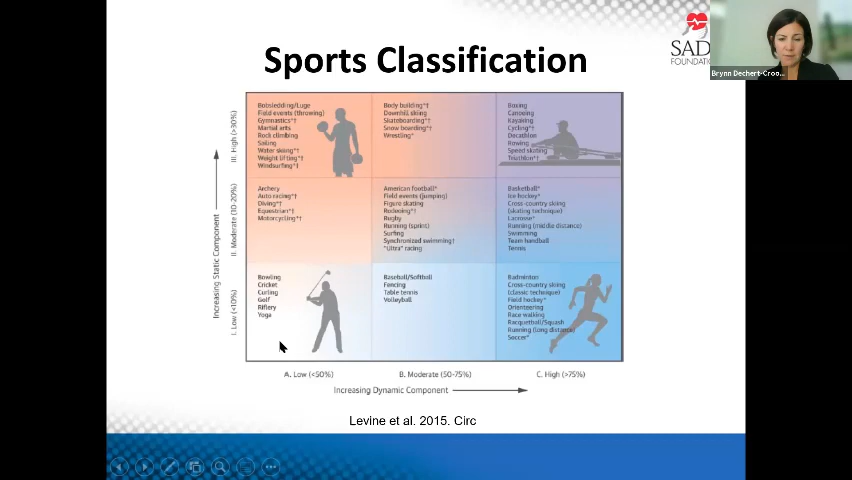 Sports Classification
SAD
FOUNDATIO
Brynn Dechert-Croo...
Increasing Static Component
III. High (>30%)
II. Moderate (10-20%)
I. Low (<10%)
Bobsledding/Luge
Field events (throwing)
Gymnastics*†
Martial arts
Rock climbing
Sailing
Water skiing*†
Weight lifting*†
Windsurfing*†
Body building*†
Downhill skiing
Skateboarding*†
Snow boarding*†
Wrestling*
Boxing
Canoeing
Kayaking
Cycling*†
Decathlon
Rowing
Speed skating
Triathlon*†
Archery
Auto racing*†
Diving*†
Equestrian*†
Motorcycling*†
American football*
Field events (jumping)
Figure skating
Rodeoing*†
Rugby
Running (sprint)
Surfing
Synchronized swimming†
"Ultra" racing
Basketball*
Ice hockey*
Cross-country skiing
(skating technique)
Lacrosse*
Running (middle distance)
Swimming
Team handball
Tennis
Bowling
Cricket
Curling
Golf
Riflery
Yoga
Baseball/Softball
Fencing
Table tennis
Volleyball
Badminton
Cross-country skiing
(classic technique)
Field hockey*
Orienteering
Race walking
Racquetball/Squash
Running (long distance)
Soccer*
A. Low (<50%)
B. Moderate (50-75%)
C. High (>75%)
Increasing Dynamic Component
Levine et al. 2015. Circ